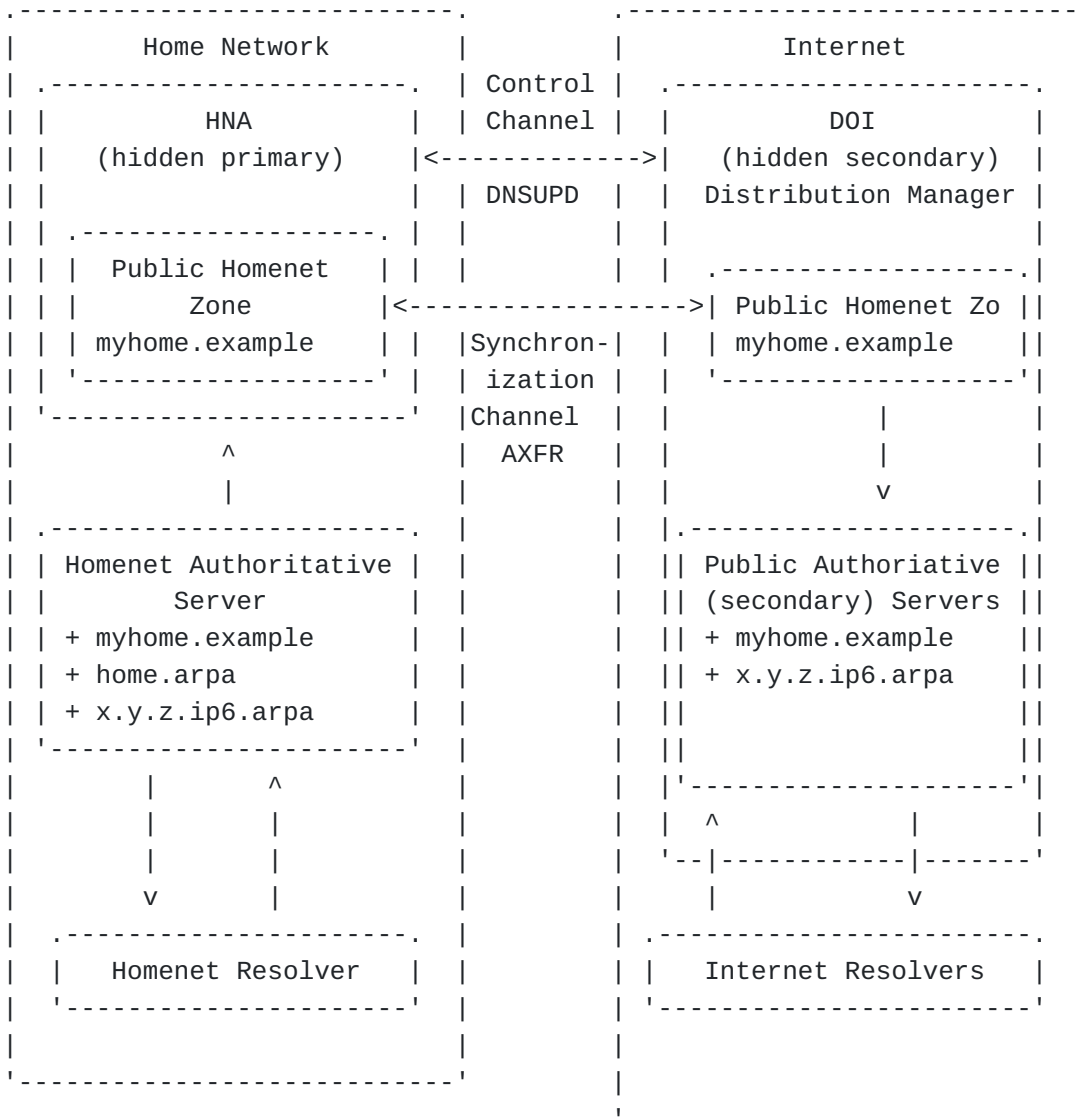 Home Network
Internet
Control
HNA
Channel
DOI
(hidden primary)
(hidden secondary)
DNSUPD
Distribution Manager
Public Homenet
Zone
Public Homenet Zo
myhome.example
Synchron-
myhome.example
ization
Channel
AXFR
Homenet Authoritative
Public Authoriative
Server
(secondary) Servers
+ myhome.example
+ myhome.example
+ home.arpa
+ x.y.z.ip6.arpa
+ x.y.z.ip6.arpa
Homenet Resolver
Internet Resolvers